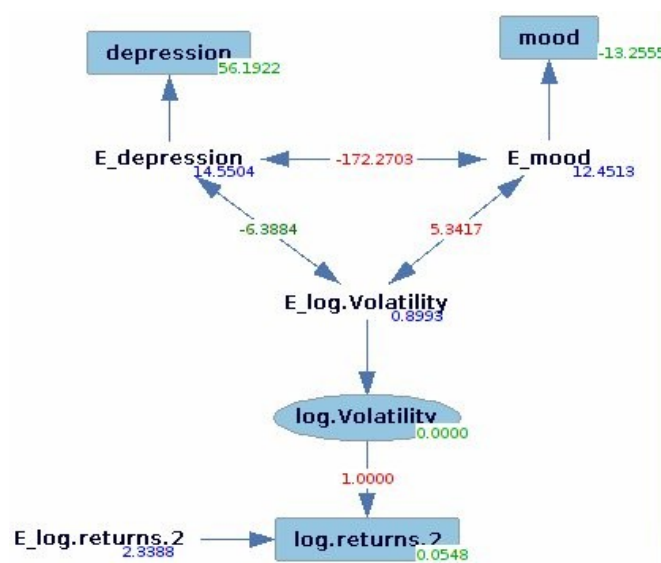 depression
56.1922
mood
-13.2555
E_depression
14.5504
-172.2703
E_mood
12.4513
-6.3884
5.3417
E_log.Volatility
0.8993
log.Volatility
0.0000
1.0000
E_log.returns.2
2.3388
log.returns.2
0.0548